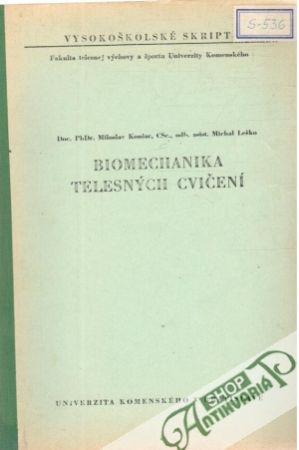 S-536
VYSOKOŠKOLSKÉ SKRIPT
Fakulta telesnej výchovy a športu Univerzity Komenského
Doc. PhDr. Miloslav Koniar, CSc., odb. asist. Michal Leško
BIOMECHANIKA
TELESNÝCH CVIČENÍ
UNIVERZITA KOMENSKÉHO
SHOP
ANTIKVARIAT